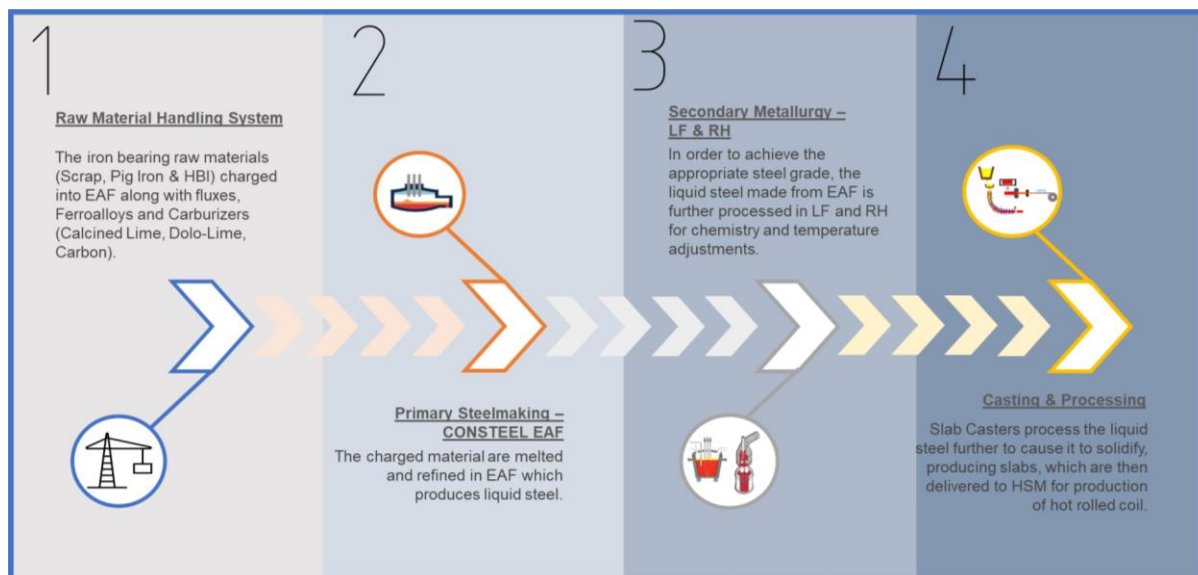 1
Raw Material Handling System
The iron bearing raw materials
(Scrap, Pig Iron & HBI) charged
into EAF along with fluxes,
Ferroalloys and Carburizers
(Calcined Lime, Dolo-Lime,
Carbon).
2
Primary Steelmaking –
CONSTEEL EAF
The charged material are melted
and refined in EAF which
produces liquid steel.
3
Secondary Metallurgy –
LF & RH
In order to achieve the
appropriate steel grade, the
liquid steel made from EAF is
further processed in LF and RH
for chemistry and temperature
adjustments.
4
Casting & Processing
Slab Casters process the liquid
steel further to cause it to solidify,
producing slabs, which are then
delivered to HSM for production
of hot rolled coil.